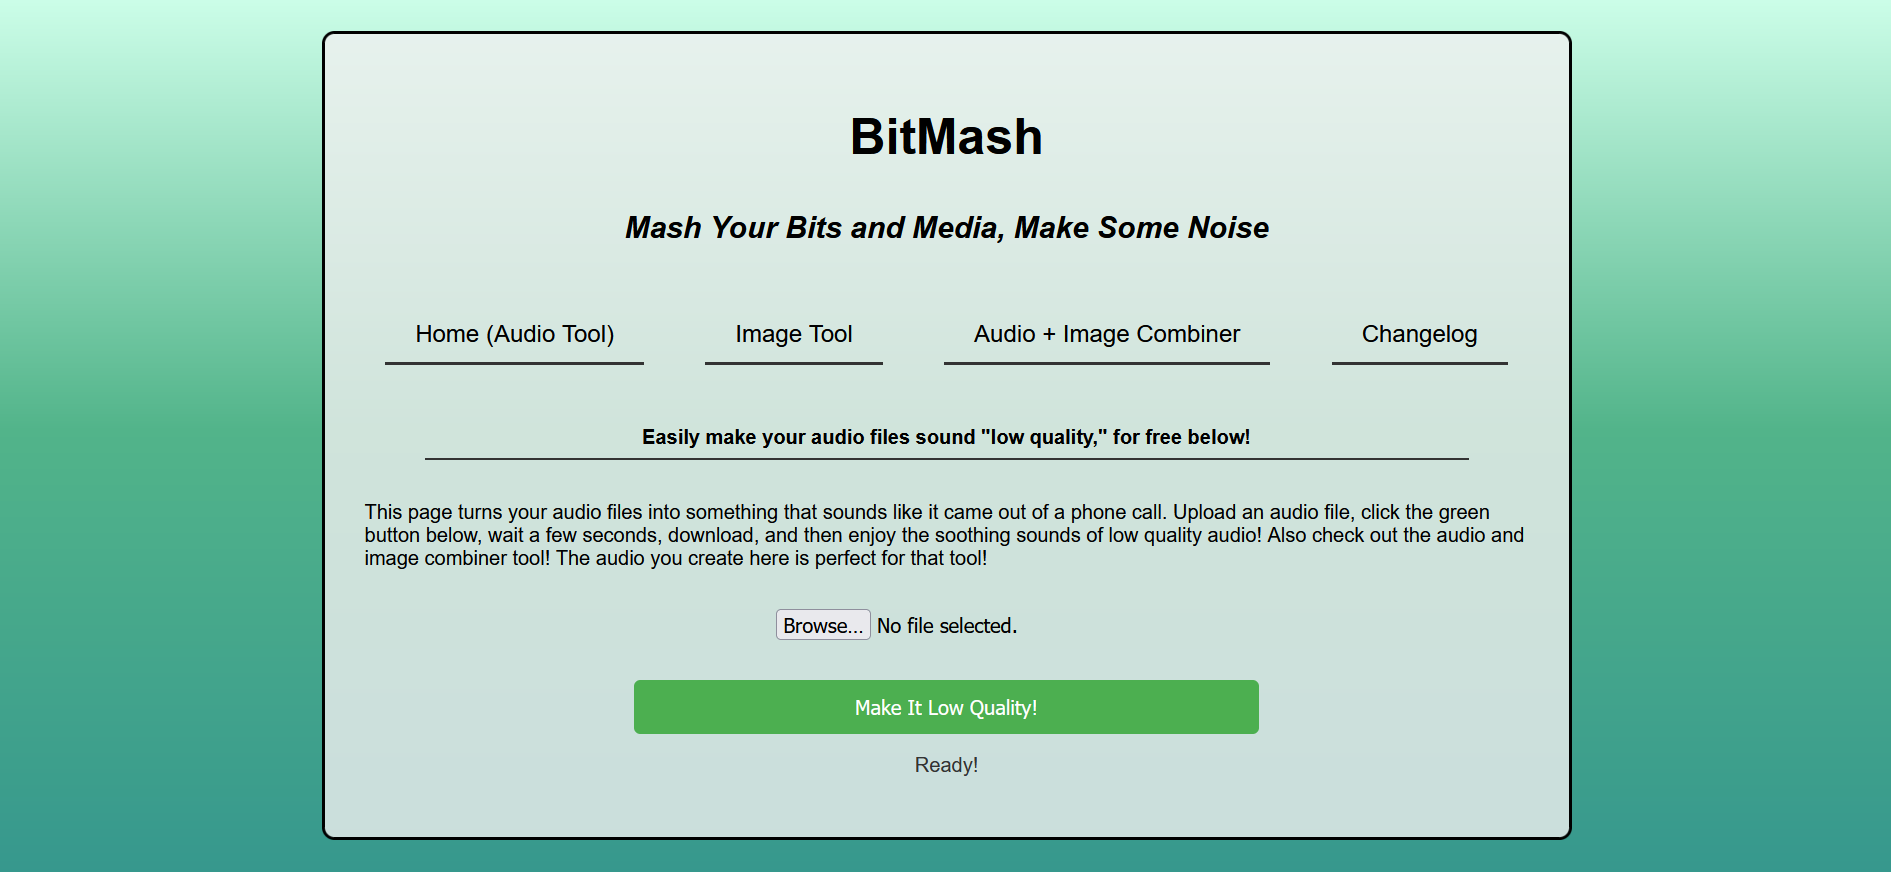 BitMash
Mash Your Bits and Media, Make Some Noise
Home (Audio Tool)
Image Tool
Audio + Image Combiner
Changelog
Easily make your audio files sound "low quality," for free below!
This page turns your audio files into something that sounds like it came out of a phone call. Upload an audio file, click the green
button below, wait a few seconds, download, and then enjoy the soothing sounds of low quality audio! Also check out the audio and
image combiner tool! The audio you create here is perfect for that tool!
Browse... No file selected.
Make It Low Quality!
Ready!